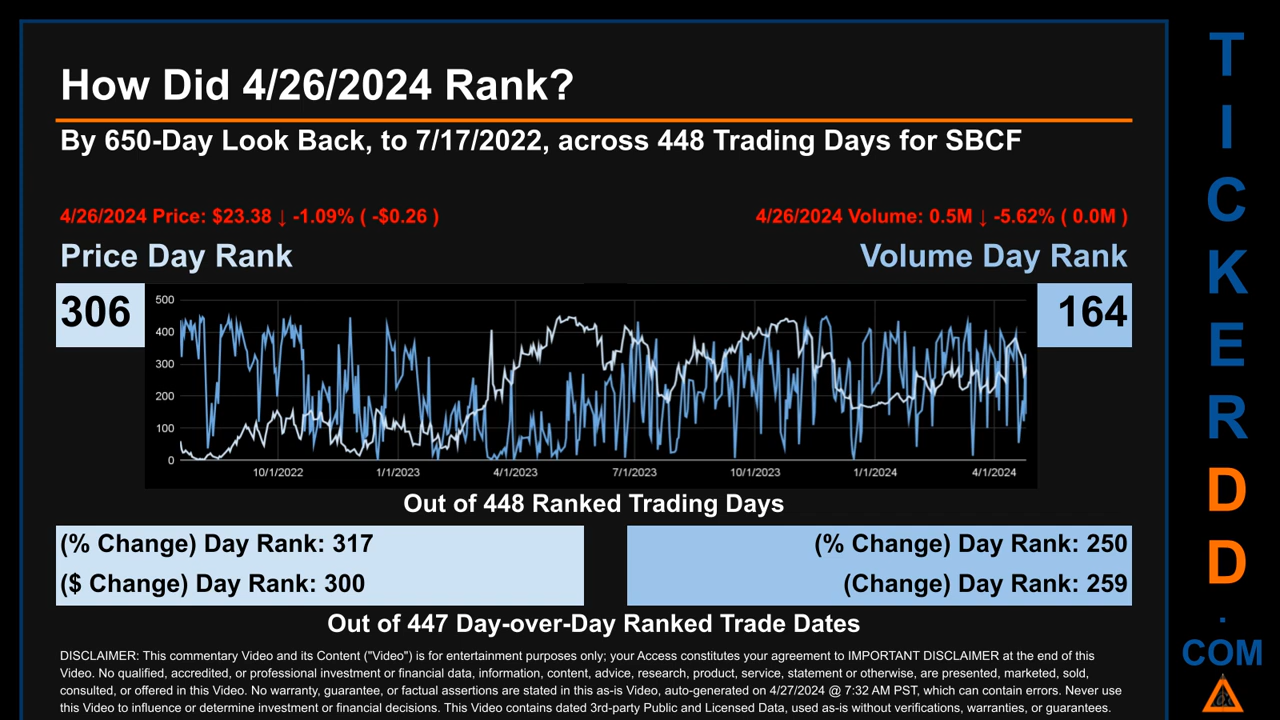 How Did 4/26/2024 Rank?
By 650-Day Look Back, to 7/17/2022, across 448 Trading Days for SBCF
4/26/2024 Price: $23.38 ↓ -1.09% ( -$0.26 )
4/26/2024 Volume: 0.5M ↓ -5.62% ( 0.0M )
Price Day Rank
Volume Day Rank
306
164
500
400
300
200
100
0
10/1/2022
1/1/2023
4/1/2023
7/1/2023
10/1/2023
1/1/2024
4/1/2024
Out of 448 Ranked Trading Days
(% Change) Day Rank: 317
($ Change) Day Rank: 300
(% Change) Day Rank: 250
(Change) Day Rank: 259
Out of 447 Day-over-Day Ranked Trade Dates
DISCLAIMER: This commentary Video and its Content ("Video") is for entertainment purposes only; your Access constitutes your agreement to IMPORTANT DISCLAIMER at the end of this
Video. No qualified, accredited, or professional investment or financial data, information, content, advice, research, product, service, statement or otherwise, are presented, marketed, sold,
consulted, or offered in this Video. No warranty, guarantee, or factual assertions are stated in this as-is Video, auto-generated on 4/27/2024 @ 7:32 AM PST, which can contain errors. Never use
this Video to influence or determine investment or financial decisions. This Video contains dated 3rd-party Public and Licensed Data, used as-is without verifications, warranties, or guarantees.
T
I
C
K
E
R
D
D
.
COM